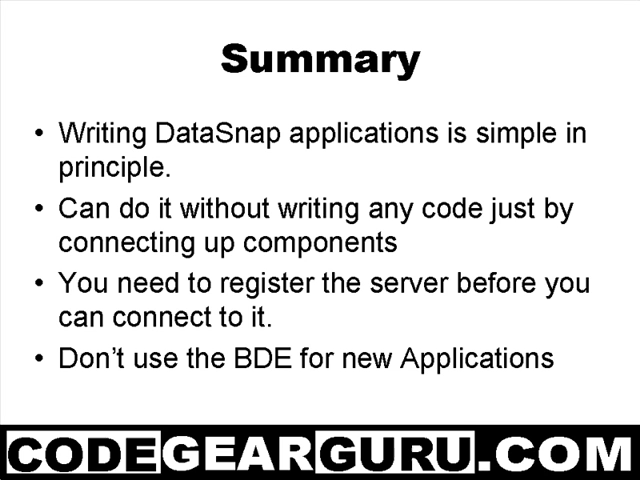 Summary
• Writing DataSnap applications is simple in
principle.
• Can do it without writing any code just by
connecting up components
• You need to register the server before you
can connect to it.
• Don't use the BDE for new Applications
CODEGEARGURU.COM